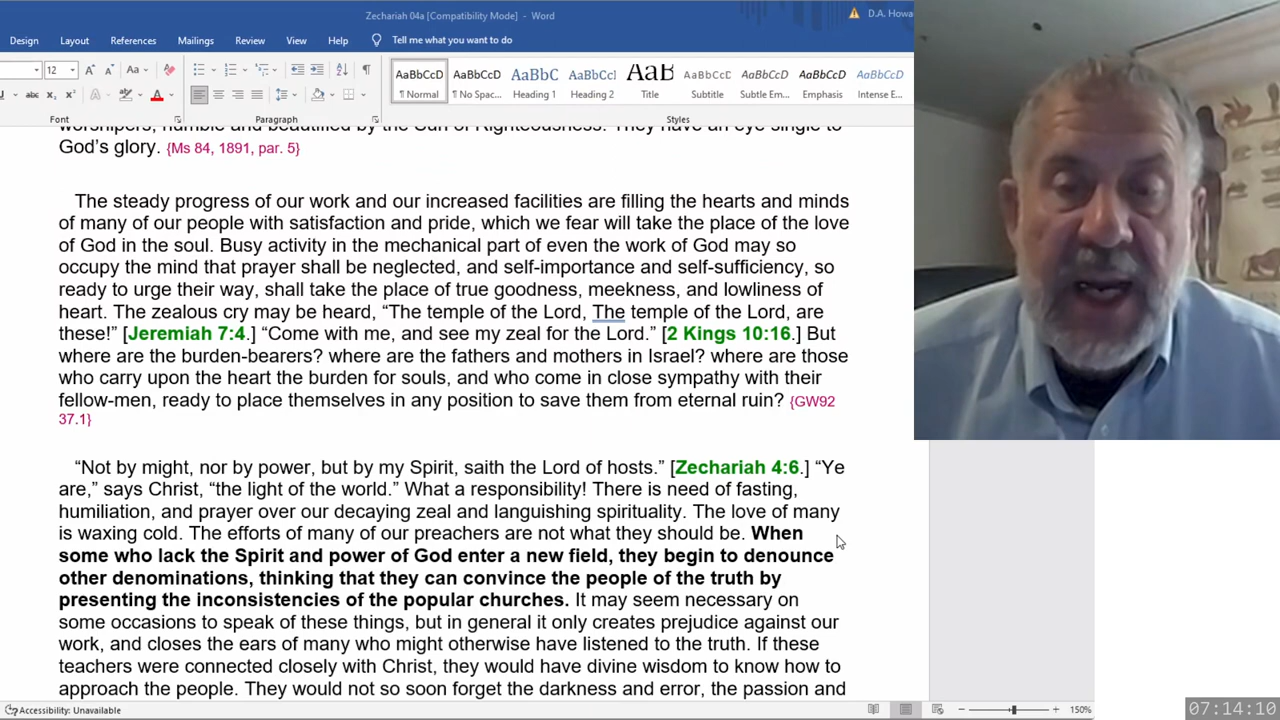 Zechariah 04a [Compatibility Mode] - Word
D.A. Howa
Design Layout References Mailings Review View Help Tell me what you want to do
12 Aa
AaBbCcD AaBbCcD AaBbC AaBbCc AaB AaBbCcD AaBbCcD AaBbCcD AaBbCcD
¶ Normal ¶ No Spac... Heading 1 Heading 2 Title Subtitle Subtle Em... Emphasis Intense E...
Font Paragraph Styles
worshipers, humble and beautified by the Sun of Righteousness. They have an eye single to
God’s glory. {Ms 84, 1891, par. 5}
The steady progress of our work and our increased facilities are filling the hearts and minds
of many of our people with satisfaction and pride, which we fear will take the place of the love
of God in the soul. Busy activity in the mechanical part of even the work of God may so
occupy the mind that prayer shall be neglected, and self-importance and self-sufficiency, so
ready to urge their way, shall take the place of true goodness, meekness, and lowliness of
heart. The zealous cry may be heard, “The temple of the Lord, The temple of the Lord, are
these!” [Jeremiah 7:4.] “Come with me, and see my zeal for the Lord.” [2 Kings 10:16.] But
where are the burden-bearers? where are the fathers and mothers in Israel? where are those
who carry upon the heart the burden for souls, and who come in close sympathy with their
fellow-men, ready to place themselves in any position to save them from eternal ruin? {GW92
37.1}
“Not by might, nor by power, but by my Spirit, saith the Lord of hosts.” [Zechariah 4:6.] “Ye
are,” says Christ, “the light of the world.” What a responsibility! There is need of fasting,
humiliation, and prayer over our decaying zeal and languishing spirituality. The love of many
is waxing cold. The efforts of many of our preachers are not what they should be. When
some who lack the Spirit and power of God enter a new field, they begin to denounce
other denominations, thinking that they can convince the people of the truth by
presenting the inconsistencies of the popular churches. It may seem necessary on
some occasions to speak of these things, but in general it only creates prejudice against our
work, and closes the ears of many who might otherwise have listened to the truth. If these
teachers were connected closely with Christ, they would have divine wisdom to know how to
approach the people. They would not so soon forget the darkness and error, the passion and
Accessibility: Unavailable
150%
07:14:10